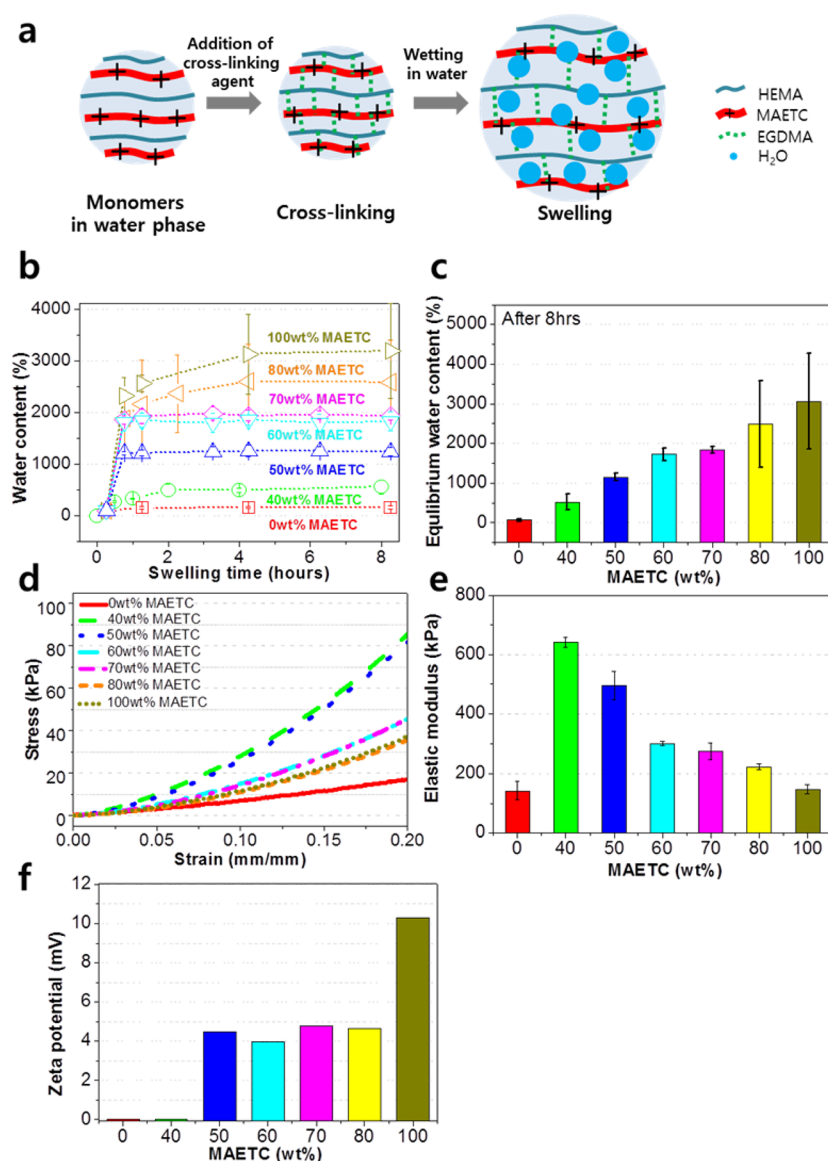 a
Addition of
cross-linking
agent
Wetting
in water
HEMA
MAETC
EGDMA
H₂O
Monomers
in water phase
Cross-linking
Swelling
b
Water content (%)
4000
3000
2000
1000
0
100wt% MAETC
80wt% MAETC
70wt% MAETC
60wt% MAETC
50wt% MAETC
40wt% MAETC
0wt% MAETC
0 2 4 6 8
Swelling time (hours)
c
Equlibrium water content (%)
After 8hrs
5000
4000
3000
2000
1000
0
0 40 50 60 70 80 100
MAETC (wt%)
d
Stress (kPa)
100
80
60
40
20
0
0wt% MAETC
40wt% MAETC
50wt% MAETC
60wt% MAETC
70wt% MAETC
80wt% MAETC
100wt% MAETC
0.00 0.05 0.10 0.15 0.20
Strain (mm/mm)
e
Elastic modulus (kPa)
800
600
400
200
0
0 40 50 60 70 80 100
MAETC (wt%)
f
Zeta potential (mV)
12
10
8
6
4
2
0
0 40 50 60 70 80 100
MAETC (wt%)